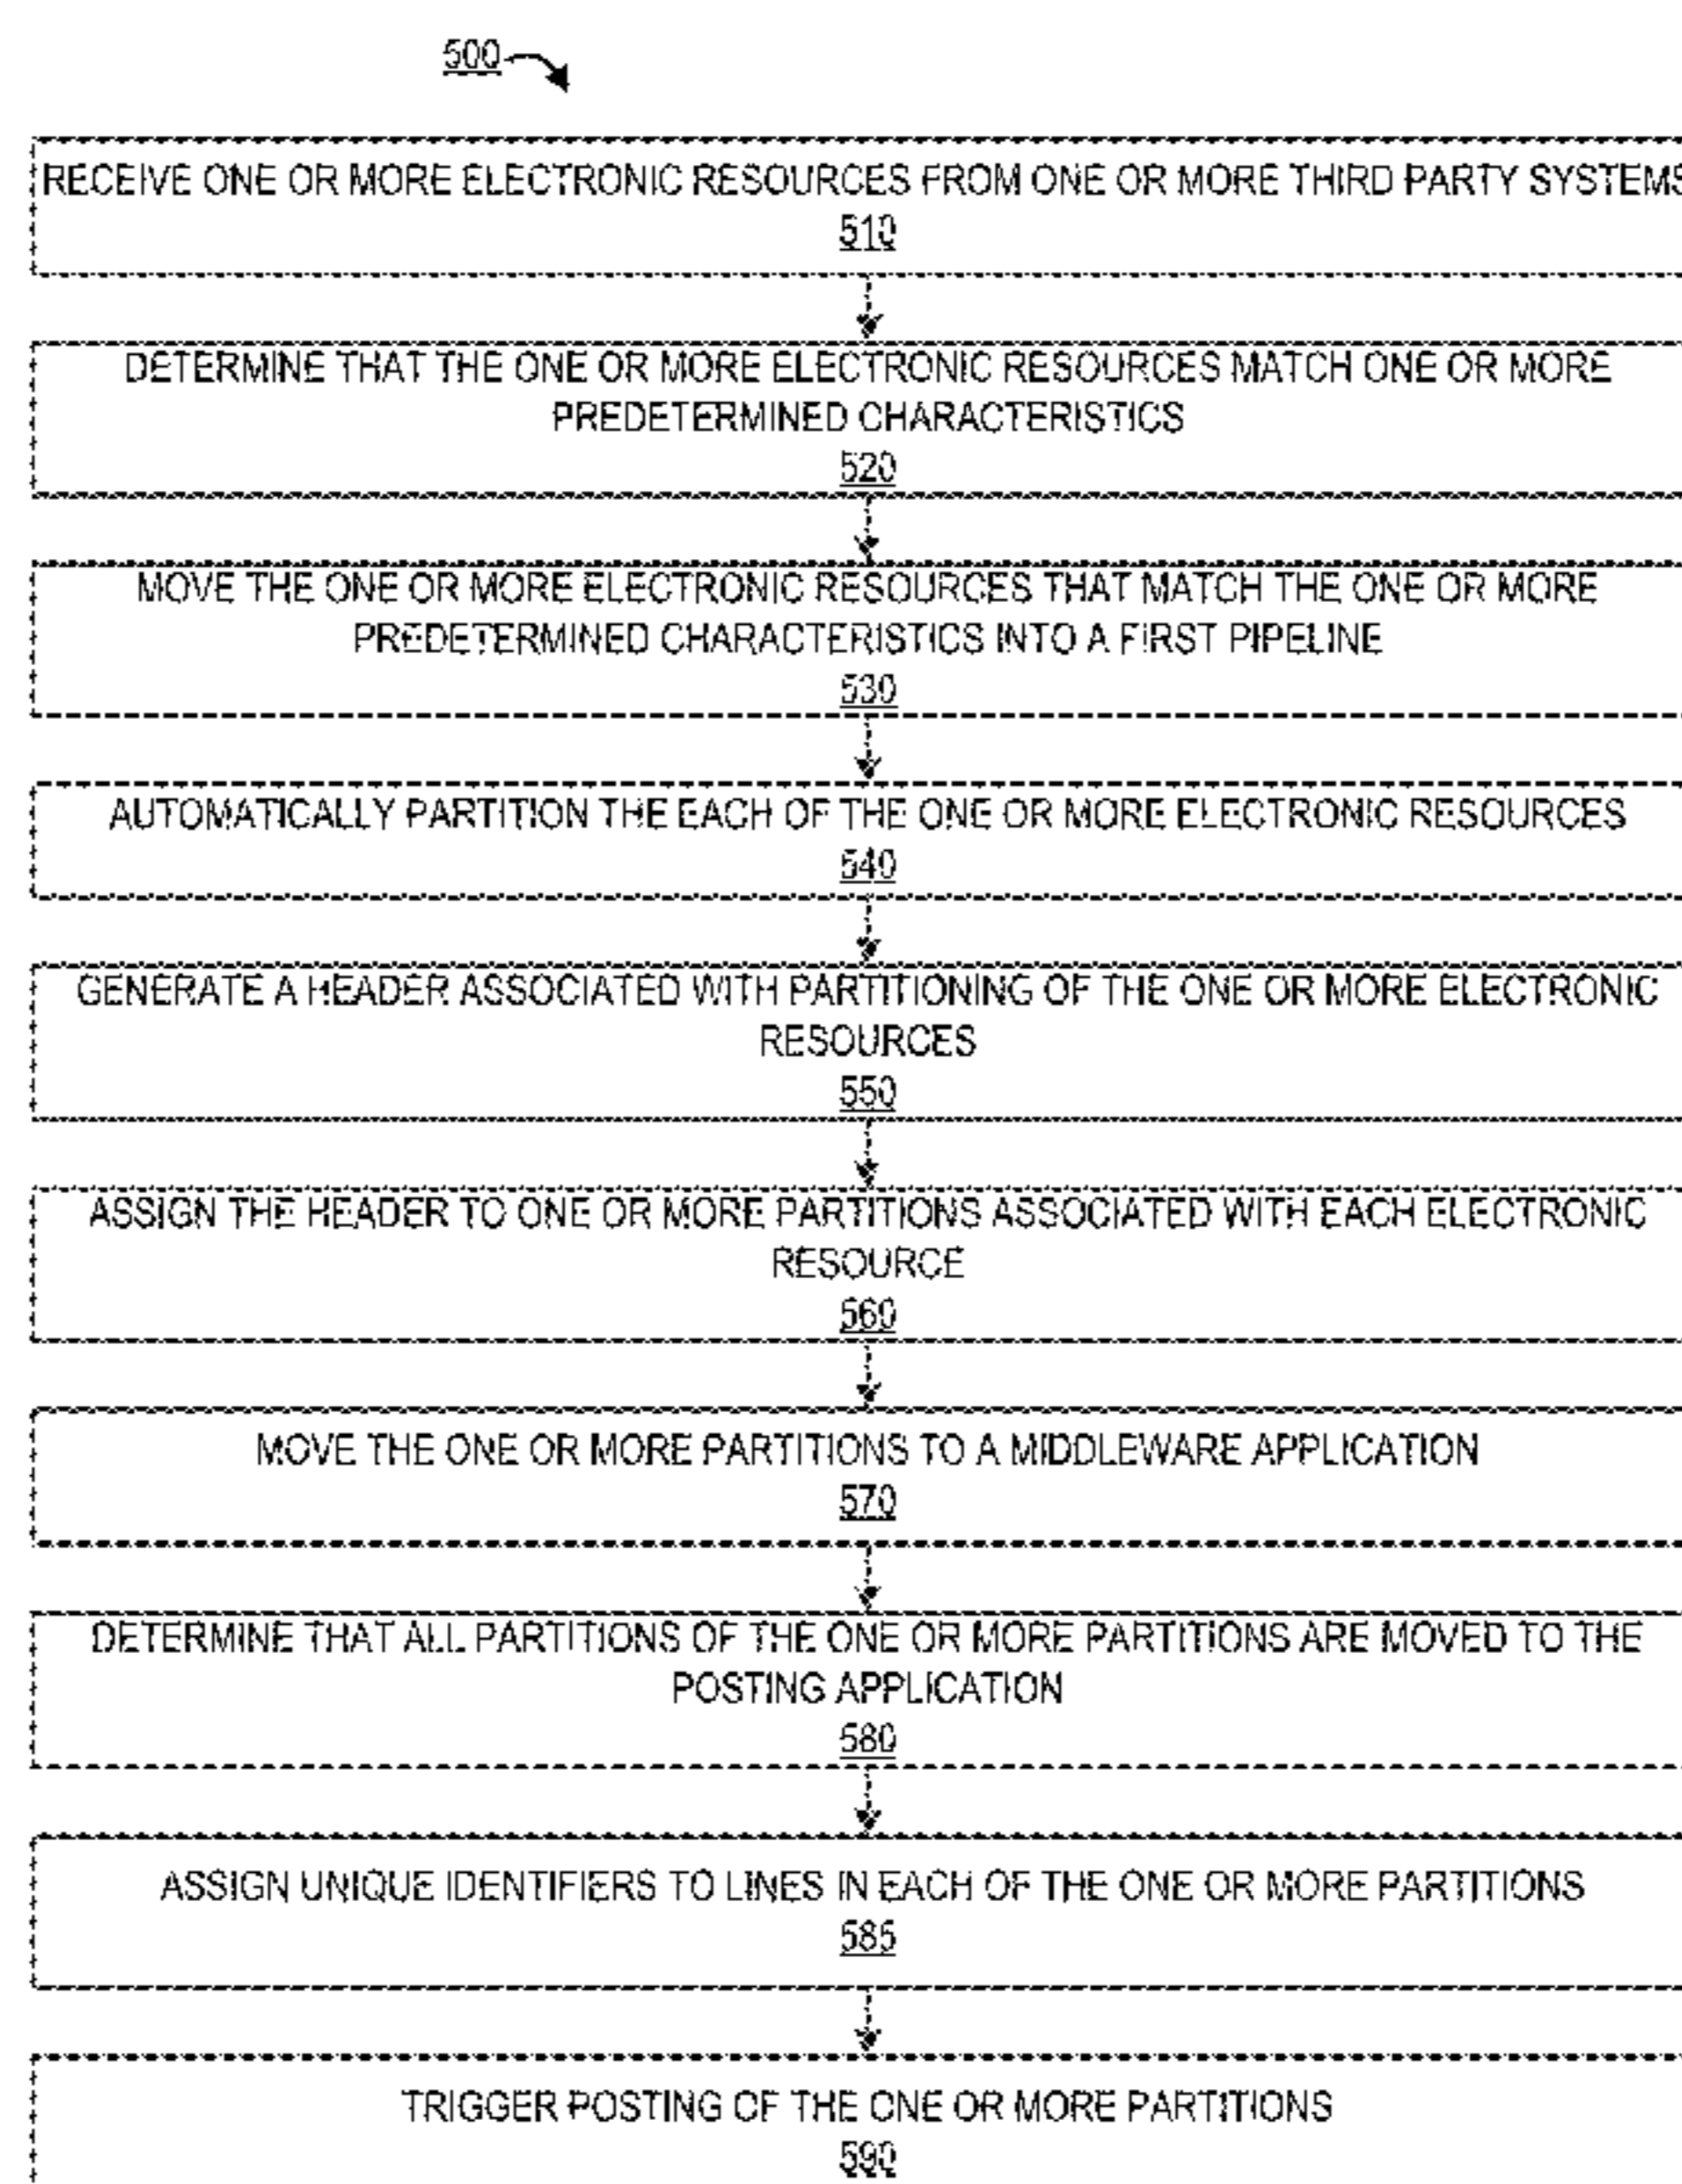 500
RECEIVE ONE OR MORE ELECTRONIC RESOURCES FROM ONE OR MORE THIRD PARTY SYSTEMS
510
DETERMINE THAT THE ONE OR MORE ELECTRONIC RESOURCES MATCH ONE OR MORE
PREDETERMINED CHARACTERISTICS
520
MOVE THE ONE OR MORE ELECTRONIC RESOURCES THAT MATCH THE ONE OR MORE
PREDETERMINED CHARACTERISTICS INTO A FIRST PIPELINE
530
AUTOMATICALLY PARTITION THE EACH OF THE ONE OR MORE ELECTRONIC RESOURCES
540
GENERATE A HEADER ASSOCIATED WITH PARTITIONING OF THE ONE OR MORE ELECTRONIC
RESOURCES
550
ASSIGN THE HEADER TO ONE OR MORE PARTITIONS ASSOCIATED WITH EACH ELECTRONIC
RESOURCE
560
MOVE THE ONE OR MORE PARTITIONS TO A MIDDLEWARE APPLICATION
570
DETERMINE THAT ALL PARTITIONS OF THE ONE OR MORE PARTITIONS ARE MOVED TO THE
POSTING APPLICATION
580
ASSIGN UNIQUE IDENTIFIERS TO LINES IN EACH OF THE ONE OR MORE PARTITIONS
585
TRIGGER POSTING OF THE ONE OR MORE PARTITIONS
590